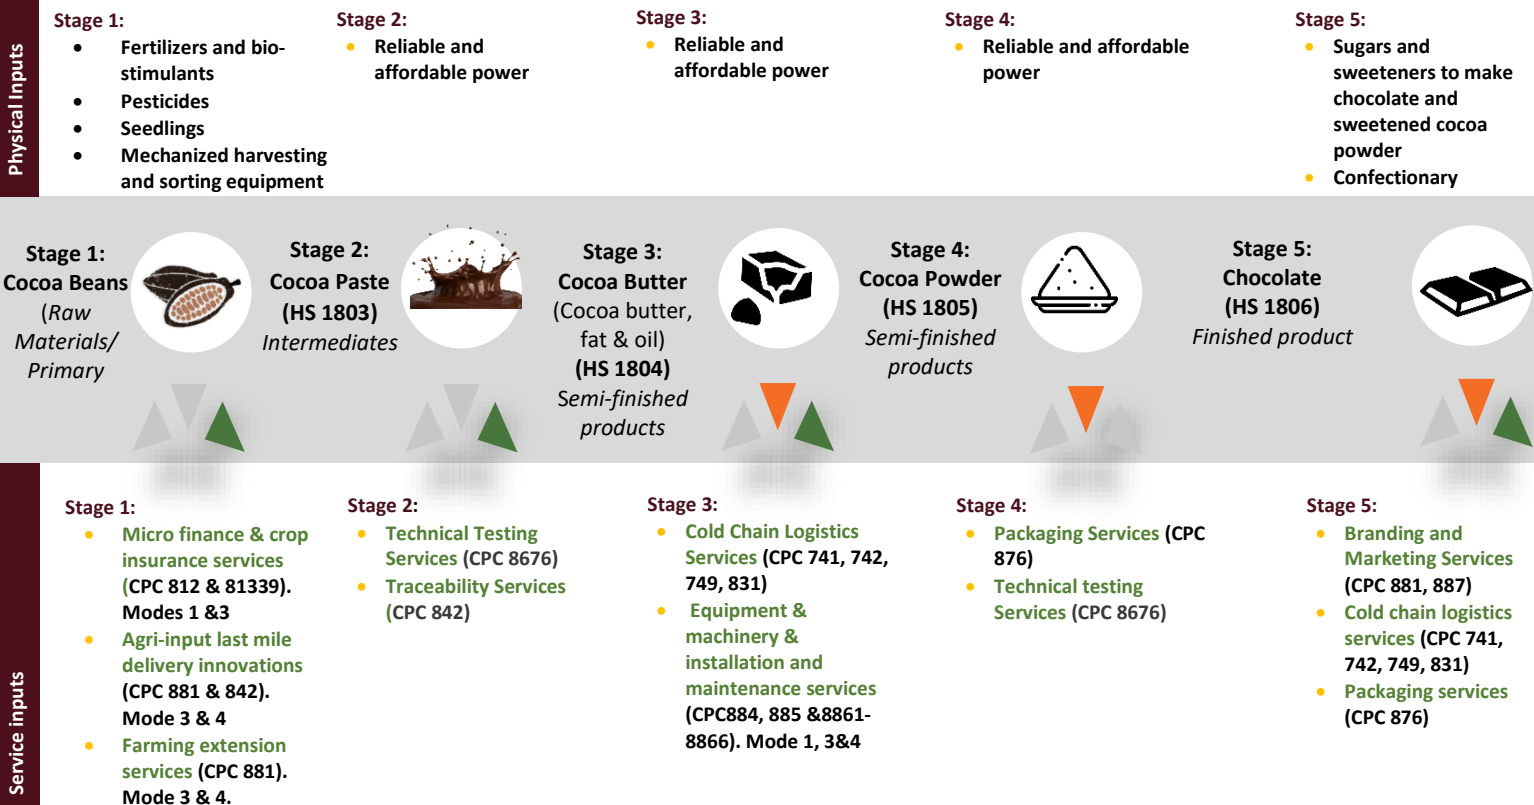 Physical Inputs
Stage 1:
• Fertilizers and bio-
stimulants
• Pesticides
• Seedlings
• Mechanized harvesting
and sorting equipment
Stage 2:
• Reliable and
affordable power
Stage 3:
• Reliable and
affordable power
Stage 4:
• Reliable and affordable
power
Stage 5:
• Sugars and
sweeteners to make
chocolate and
sweetened cocoa
powder
• Confectionary
Stage 1:
Cocoa Beans
(Raw
Materials/
Primary
Stage 2:
Cocoa Paste
(HS 1803)
Intermediates
Stage 3:
Cocoa Butter
(Cocoa butter,
fat & oil)
(HS 1804)
Semi-finished
products
Stage 4:
Cocoa Powder
(HS 1805)
Semi-finished
products
Stage 5:
Chocolate
(HS 1806)
Finished product
Service inputs
Stage 1:
• Micro finance & crop
insurance services
(CPC 812 & 81339).
Modes 1 &3
• Agri-input last mile
delivery innovations
(CPC 881 & 842).
Mode 3 & 4
• Farming extension
services (CPC 881).
Mode 3 & 4.
Stage 2:
• Technical Testing
Services (CPC 8676)
• Traceability Services
(CPC 842)
Stage 3:
• Cold Chain Logistics
Services (CPC 741, 742,
749, 831)
• Equipment &
machinery &
installation and
maintenance services
(CPC884, 885 &8861-
8866). Mode 1, 3&4
Stage 4:
• Packaging Services (CPC
876)
• Technical testing
Services (CPC 8676)
Stage 5:
• Branding and
Marketing Services
(CPC 881, 887)
• Cold chain logistics
services (CPC 741,
742, 749, 831)
• Packaging services
(CPC 876)